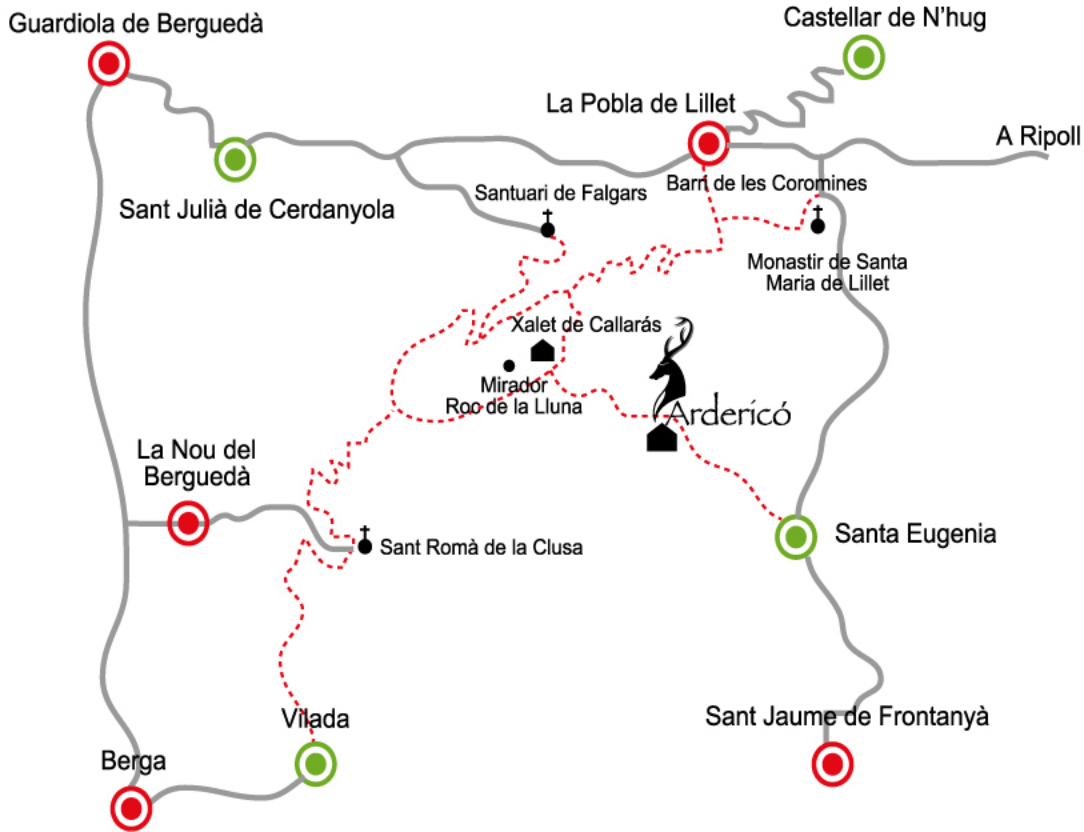 Guardiola de Berguedà
Castellar de N'hug
La Pobla de Lillet
A Ripoll
Santuari de Falgars
Barri de les Coromines
Sant Julià de Cerdanyola
Monastir de Santa
Maria de Lillet
Xalet de Callarás
Mirador
Roc de la Lluna
Ardericó
La Nou del
Berguedà
Sant Romà de la Clusa
Santa Eugenia
Vilada
Sant Jaume de Frontanyà
Berga